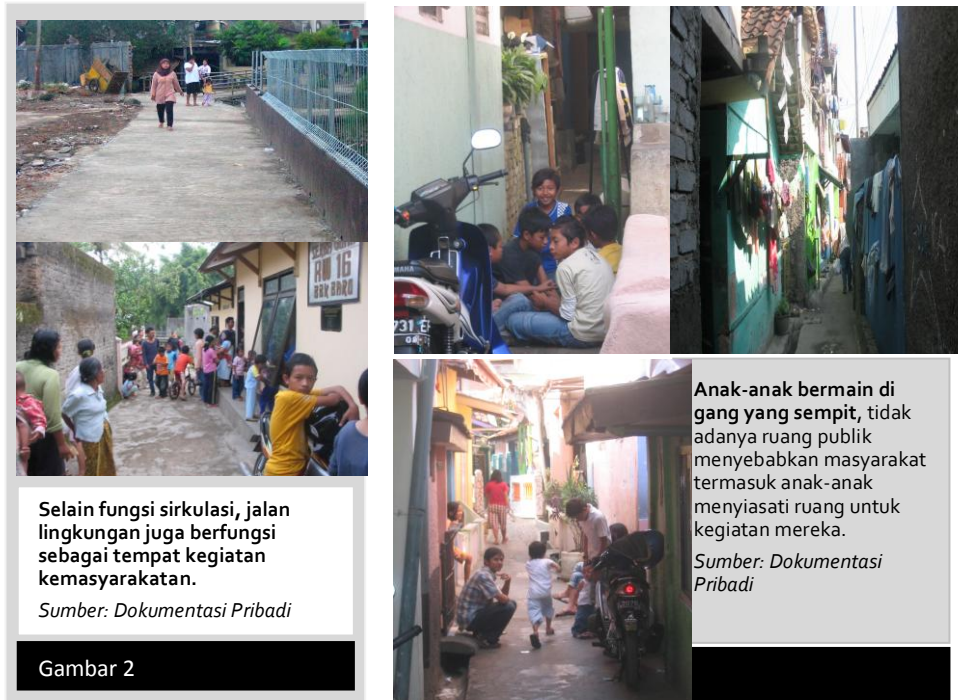 RW 16
YAMAHA
731
Selain fungsi sirkulasi, jalan
lingkungan juga berfungsi
sebagai tempat kegiatan
kemasyarakatan.
Sumber: Dokumentasi Pribadi
Gambar 2
Anak-anak bermain di
gang yang sempit, tidak
adanya ruang publik
menyebabkan masyarakat
termasuk anak-anak
menyiasati ruang untuk
kegiatan mereka.
Sumber: Dokumentasi
Pribadi